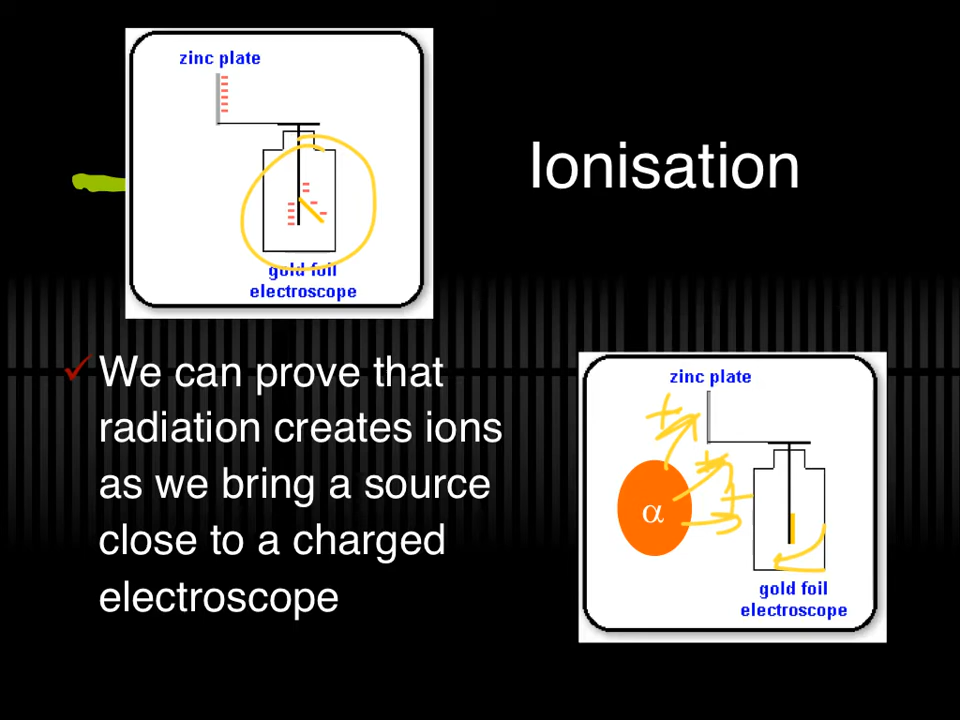 zinc plate
gold foil
electroscope
Ionisation
We can prove that
radiation creates ions
as we bring a source
close to a charged
electroscope
zinc plate
α
+
+
+
gold foil
electroscope